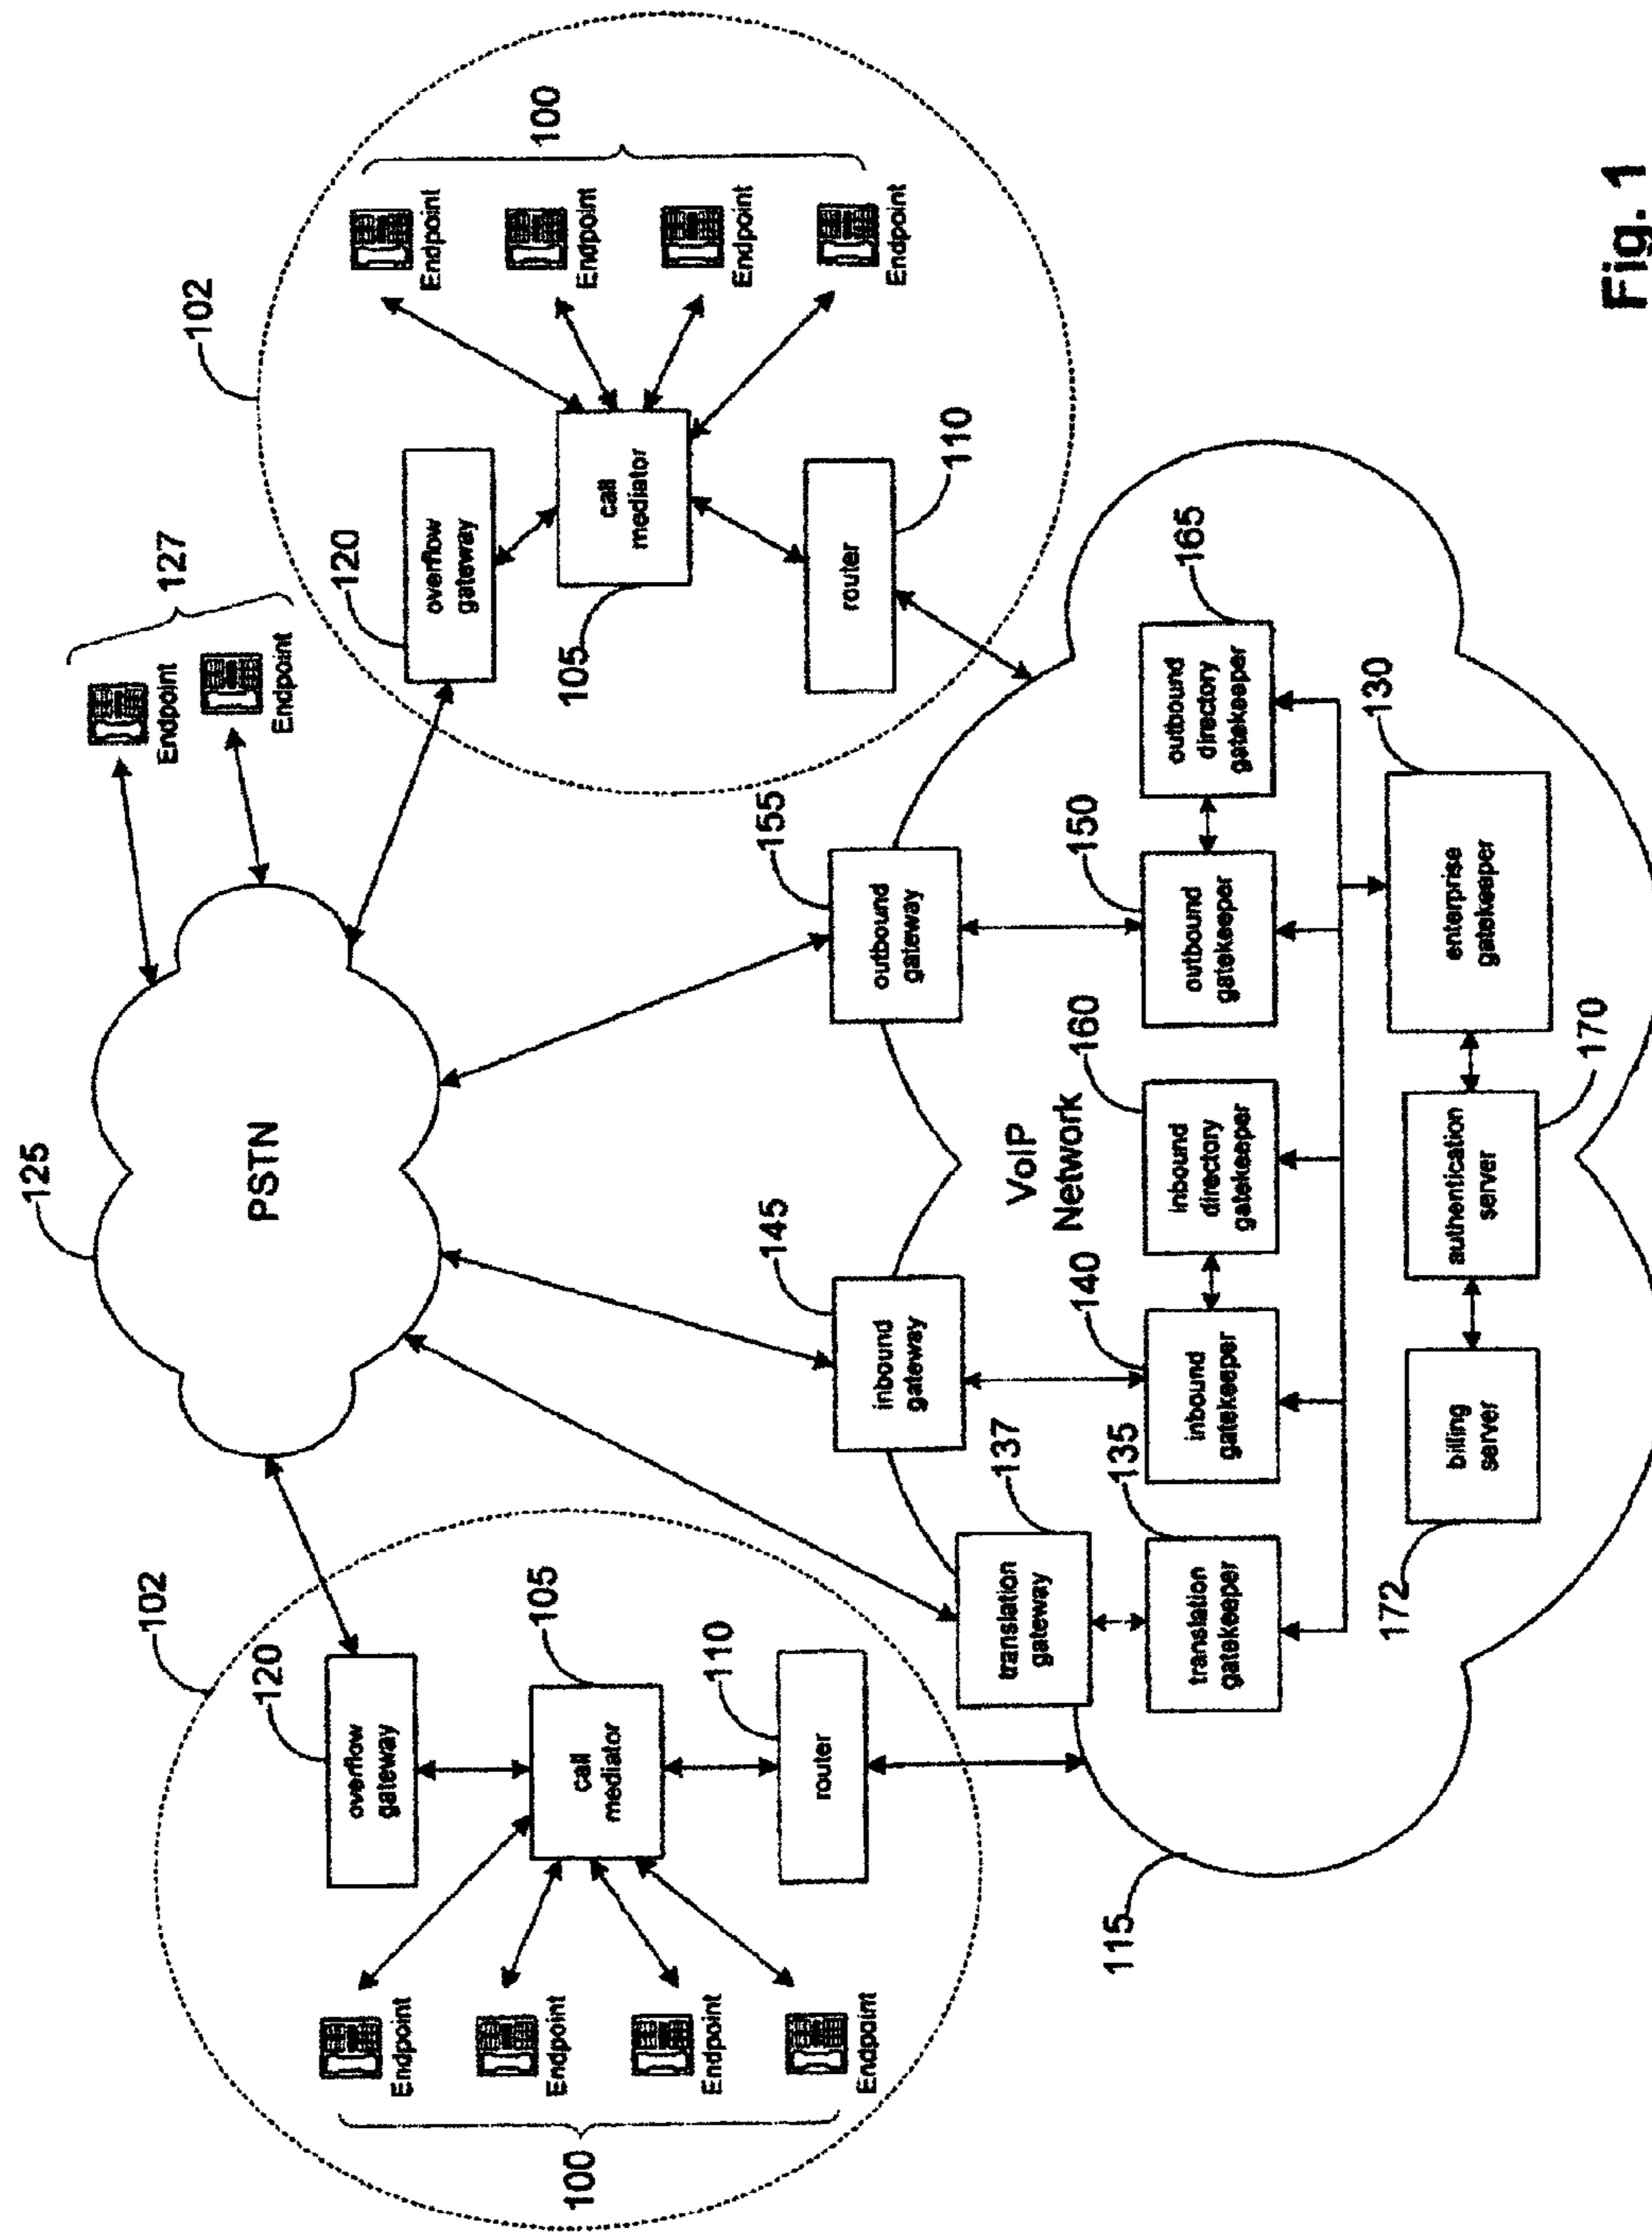 125
PSTN
127
Endpoint
Endpoint
102
120
overflow
gateway
105
call
mediator
110
router
Endpoint
Endpoint
Endpoint
Endpoint
100
102
120
overflow
gateway
105
call
mediator
110
router
Endpoint
Endpoint
Endpoint
Endpoint
100
145
inbound
gateway
155
outbound
gateway
137
translation
gateway
VoIP
Network
135
translation
gatekeeper
140
inbound
gatekeeper
160
inbound
directory
gatekeeper
150
outbound
gatekeeper
165
outbound
directory
gatekeeper
115
172
billing
server
authentication
server
170
130
enterprise
gatekeeper
Fig. 1